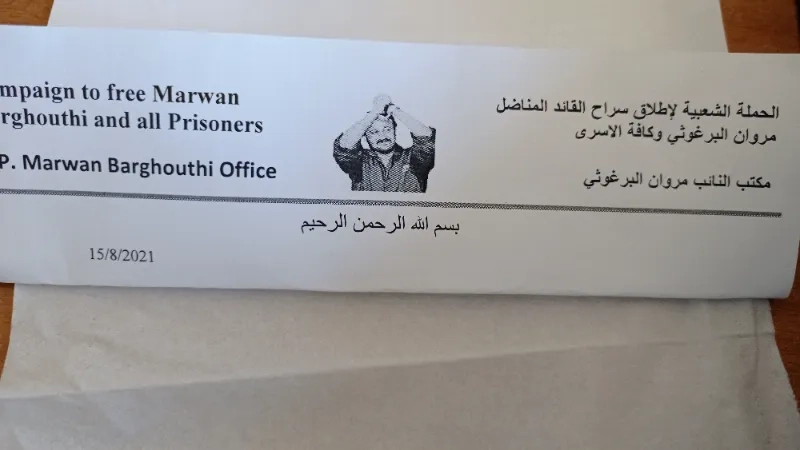 mpaign to free Marwan
rghouthi and all Prisoners
P. Marwan Barghouthi Office
الحملة الشعبية لإطلاق سراح القائد المناضل
مروان البرغوثي وكافة الاسرى
مكتب النائب مروان البرغوثي
بسم الله الرحمن الرحيم
15/8/2021